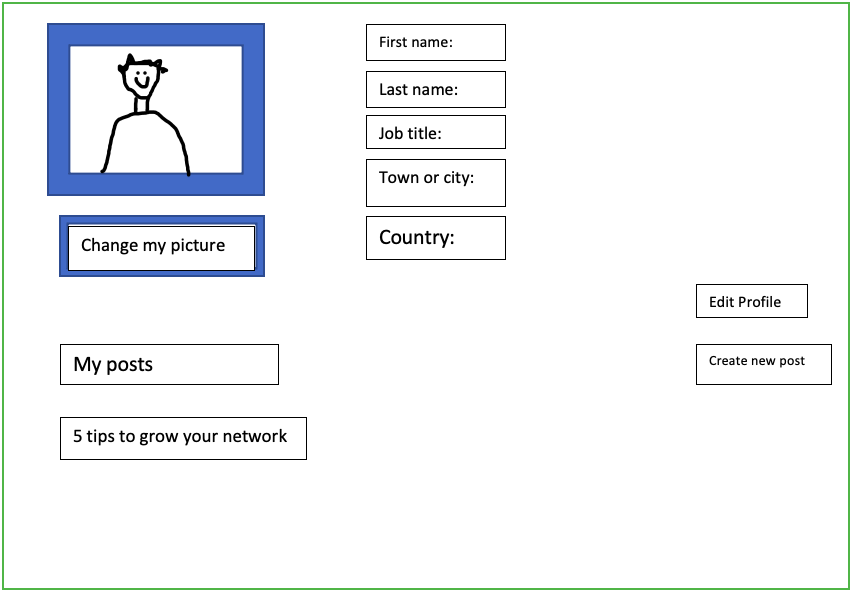 First name:
Last name:
Job title:
Town or city:
Country:
Change my picture
Edit Profile
My posts
Create new post
5 tips to grow your network